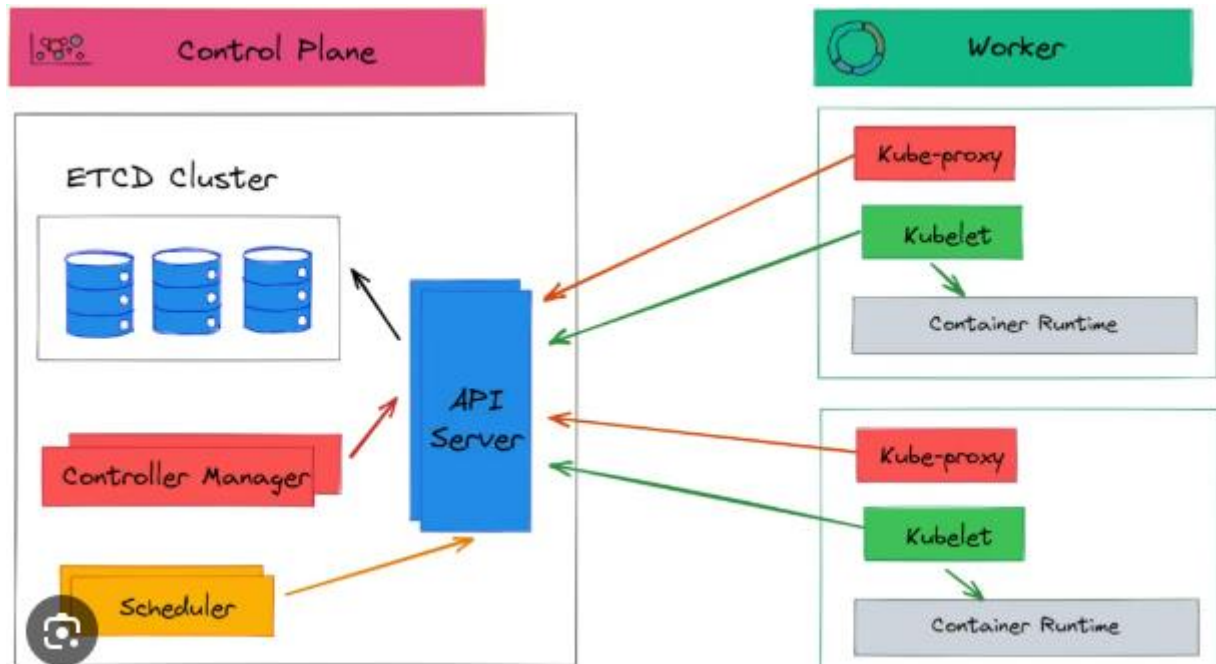 Control Plane
Worker
ETCD Cluster
API
Server
Controller Manager
Scheduler
Kube-proxy
Kubelet
Container Runtime
Kube-proxy
Kubelet
Container Runtime